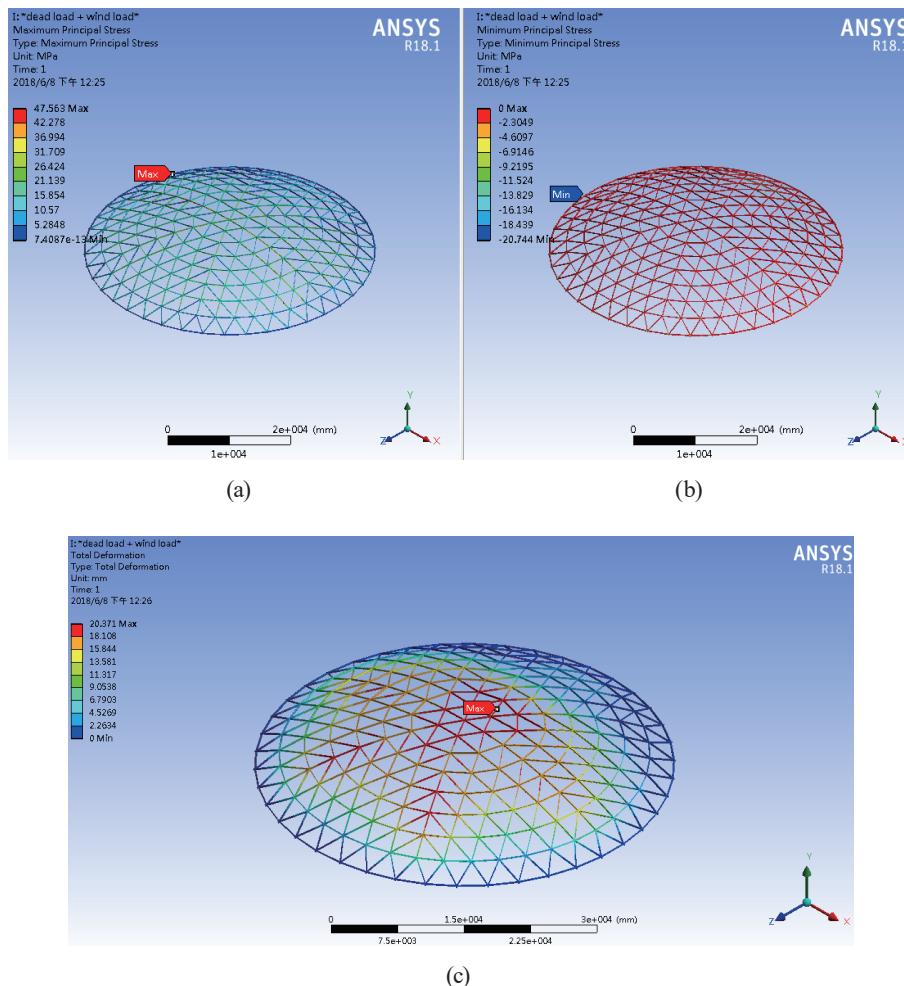 I: *dead load + wind load*
Maximum Principal Stress
Type: Maximum Principal Stress
Unit: MPa
Time: 1
2018/6/8 下午 12:25
ANSYS
R18.1
47.563 Max
42.278
36.994
31.709
26.424
21.139
15.854
10.57
5.2848
7.4087e-13 Min
Max
Y
Z
X
0
2e+004 (mm)
1e+004
(a)
I: *dead load + wind load*
Minimum Principal Stress
Type: Minimum Principal Stress
Unit: MPa
Time: 1
2018/6/8 下午 12:25
ANSYS
R18.1
0 Max
-2.3049
-4.6097
-6.9146
-9.2195
-11.524
-13.829
-16.134
-18.439
-20.744 Min
Min
Y
Z
X
0
2e+004 (mm)
1e+004
(b)
I: *dead load + wind load*
Total Deformation
Type: Total Deformation
Unit: mm
Time: 1
2018/6/8 下午 12:26
ANSYS
R18.1
20.371 Max
18.108
15.844
13.581
11.317
9.0538
6.7903
4.5269
2.2634
0 Min
Max
Y
Z
X
0
1.5e+004
3e+004 (mm)
7.5e+003
2.25e+004
(c)